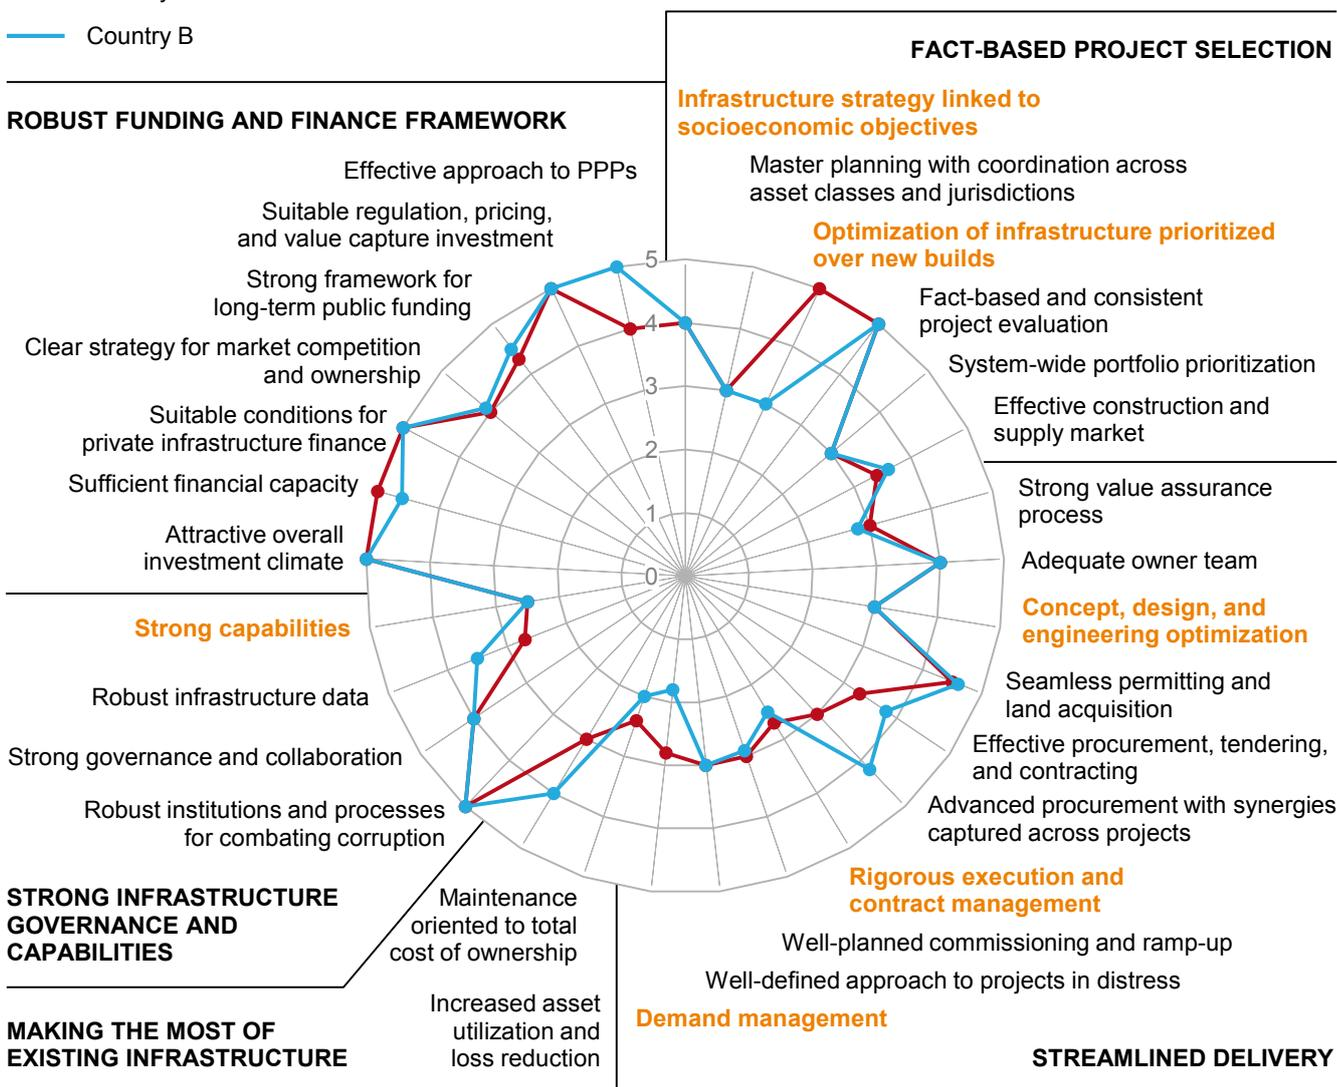 Country B
FACT-BASED PROJECT SELECTION
Infrastructure strategy linked to
socioeconomic objectives
ROBUST FUNDING AND FINANCE FRAMEWORK
Master planning with coordination across
asset classes and jurisdictions
Effective approach to PPPs
Suitable regulation, pricing,
and value capture investment
Optimization of infrastructure prioritized
over new builds
Strong framework for
long-term public funding
Fact-based and consistent
project evaluation
Clear strategy for market competition
and ownership
System-wide portfolio prioritization
Suitable conditions for
private infrastructure finance
Effective construction and
supply market
Sufficient financial capacity
Strong value assurance
process
Attractive overall
investment climate
Adequate owner team
5
4
3
2
1
0
Strong capabilities
Concept, design, and
engineering optimization
Robust infrastructure data
Seamless permitting and
land acquisition
Strong governance and collaboration
Effective procurement, tendering,
and contracting
Robust institutions and processes
for combating corruption
Advanced procurement with synergies
captured across projects
STRONG INFRASTRUCTURE
GOVERNANCE AND
CAPABILITIES
Maintenance
oriented to total
cost of ownership
Rigorous execution and
contract management
Well-planned commissioning and ramp-up
Well-defined approach to projects in distress
Increased asset
utilization and
loss reduction
Demand management
MAKING THE MOST OF
EXISTING INFRASTRUCTURE
STREAMLINED DELIVERY